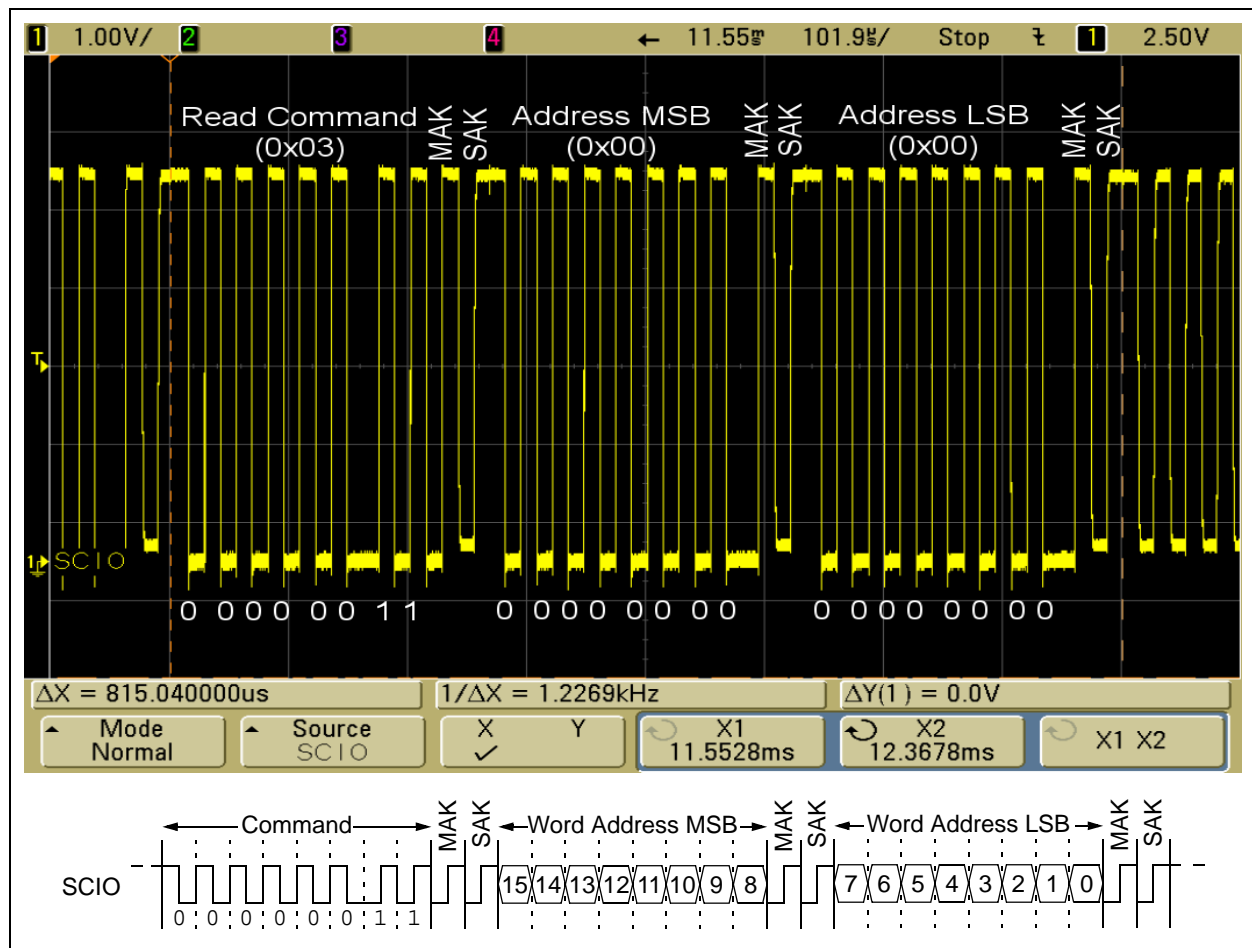 1 1.00V/ 2 3 4 ← 11.55ms 101.9µs/ Stop 1 2.50V
Read Command MAK SAK Address MSB MAK SAK Address LSB MAK SAK
(0x03) (0x00) (0x00)
T
1 SCIO
0 0 0 0 0 0 1 1 0 0 0 0 0 0 0 0 0 0 0 0 0 0 0 0
ΔX = 815.040000us 1/ΔX = 1.2269kHz ΔY(1) = 0.0V
Mode Source X Y X1 X2 X1 X2
Normal SCIO ✓ 11.5528ms 12.3678ms
Command MAK SAK Word Address MSB MAK SAK Word Address LSB MAK SAK
SCIO 15 14 13 12 11 10 9 8 7 6 5 4 3 2 1 0
0 0 0 0 0 0 1 1